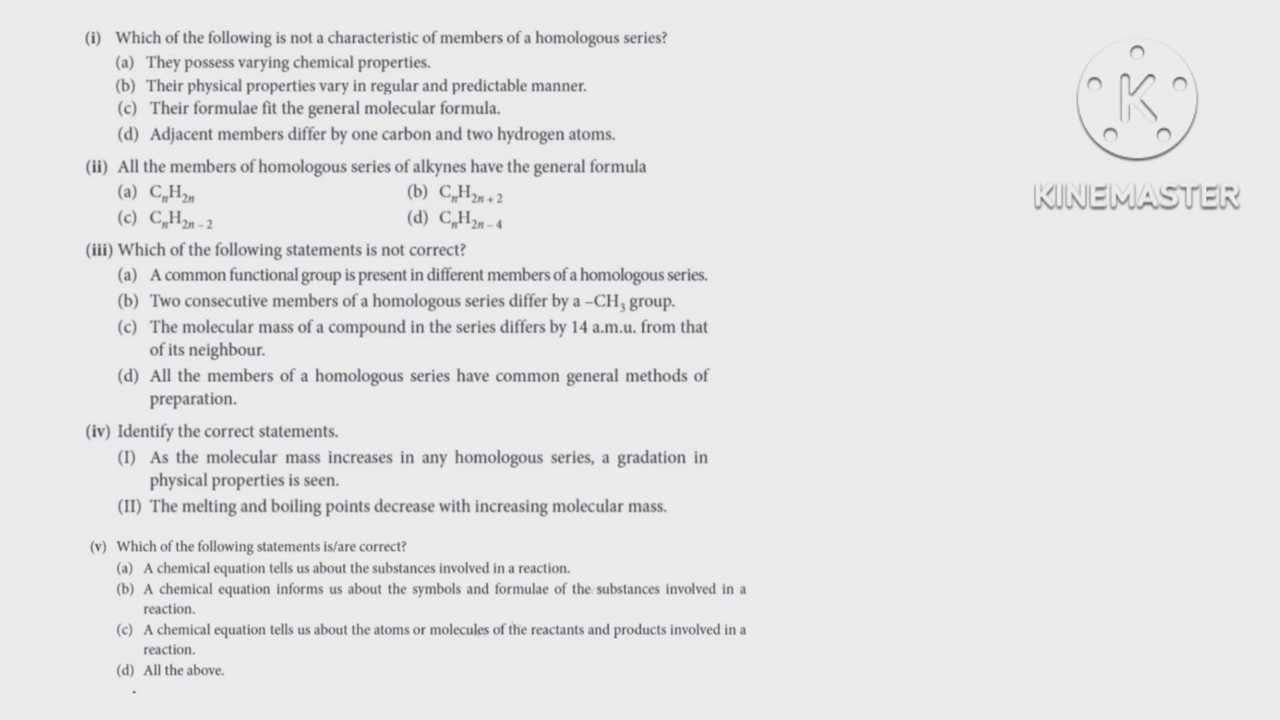 (i) Which of the following is not a characteristic of members of a homologous series?
(a) They possess varying chemical properties.
(b) Their physical properties vary in regular and predictable manner.
(c) Their formulae fit the general molecular formula.
(d) Adjacent members differ by one carbon and two hydrogen atoms.
(ii) All the members of homologous series of alkynes have the general formula
(a) CₙH₂ₙ (b) CₙH₂ₙ₊₂
(c) CₙH₂ₙ₋₂ (d) CₙH₂ₙ₋₄
(iii) Which of the following statements is not correct?
(a) A common functional group is present in different members of a homologous series.
(b) Two consecutive members of a homologous series differ by a –CH₃ group.
(c) The molecular mass of a compound in the series differs by 14 a.m.u. from that
of its neighbour.
(d) All the members of a homologous series have common general methods of
preparation.
(iv) Identify the correct statements.
(I) As the molecular mass increases in any homologous series, a gradation in
physical properties is seen.
(II) The melting and boiling points decrease with increasing molecular mass.
(v) Which of the following statements is/are correct?
(a) A chemical equation tells us about the substances involved in a reaction.
(b) A chemical equation informs us about the symbols and formulae of the substances involved in a
reaction.
(c) A chemical equation tells us about the atoms or molecules of the reactants and products involved in a
reaction.
(d) All the above.
K
KINEMASTER